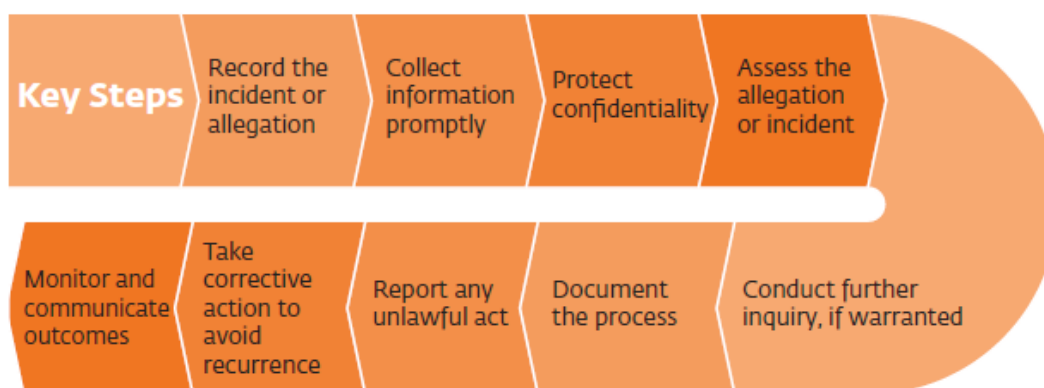 Key Steps
Record the
incident or
allegation
Collect
information
promptly
Protect
confidentiality
Assess the
allegation
or incident
Conduct further
inquiry, if warranted
Document
the process
Report any
unlawful act
Take
corrective
action to
avoid
recurrence
Monitor and
communicate
outcomes